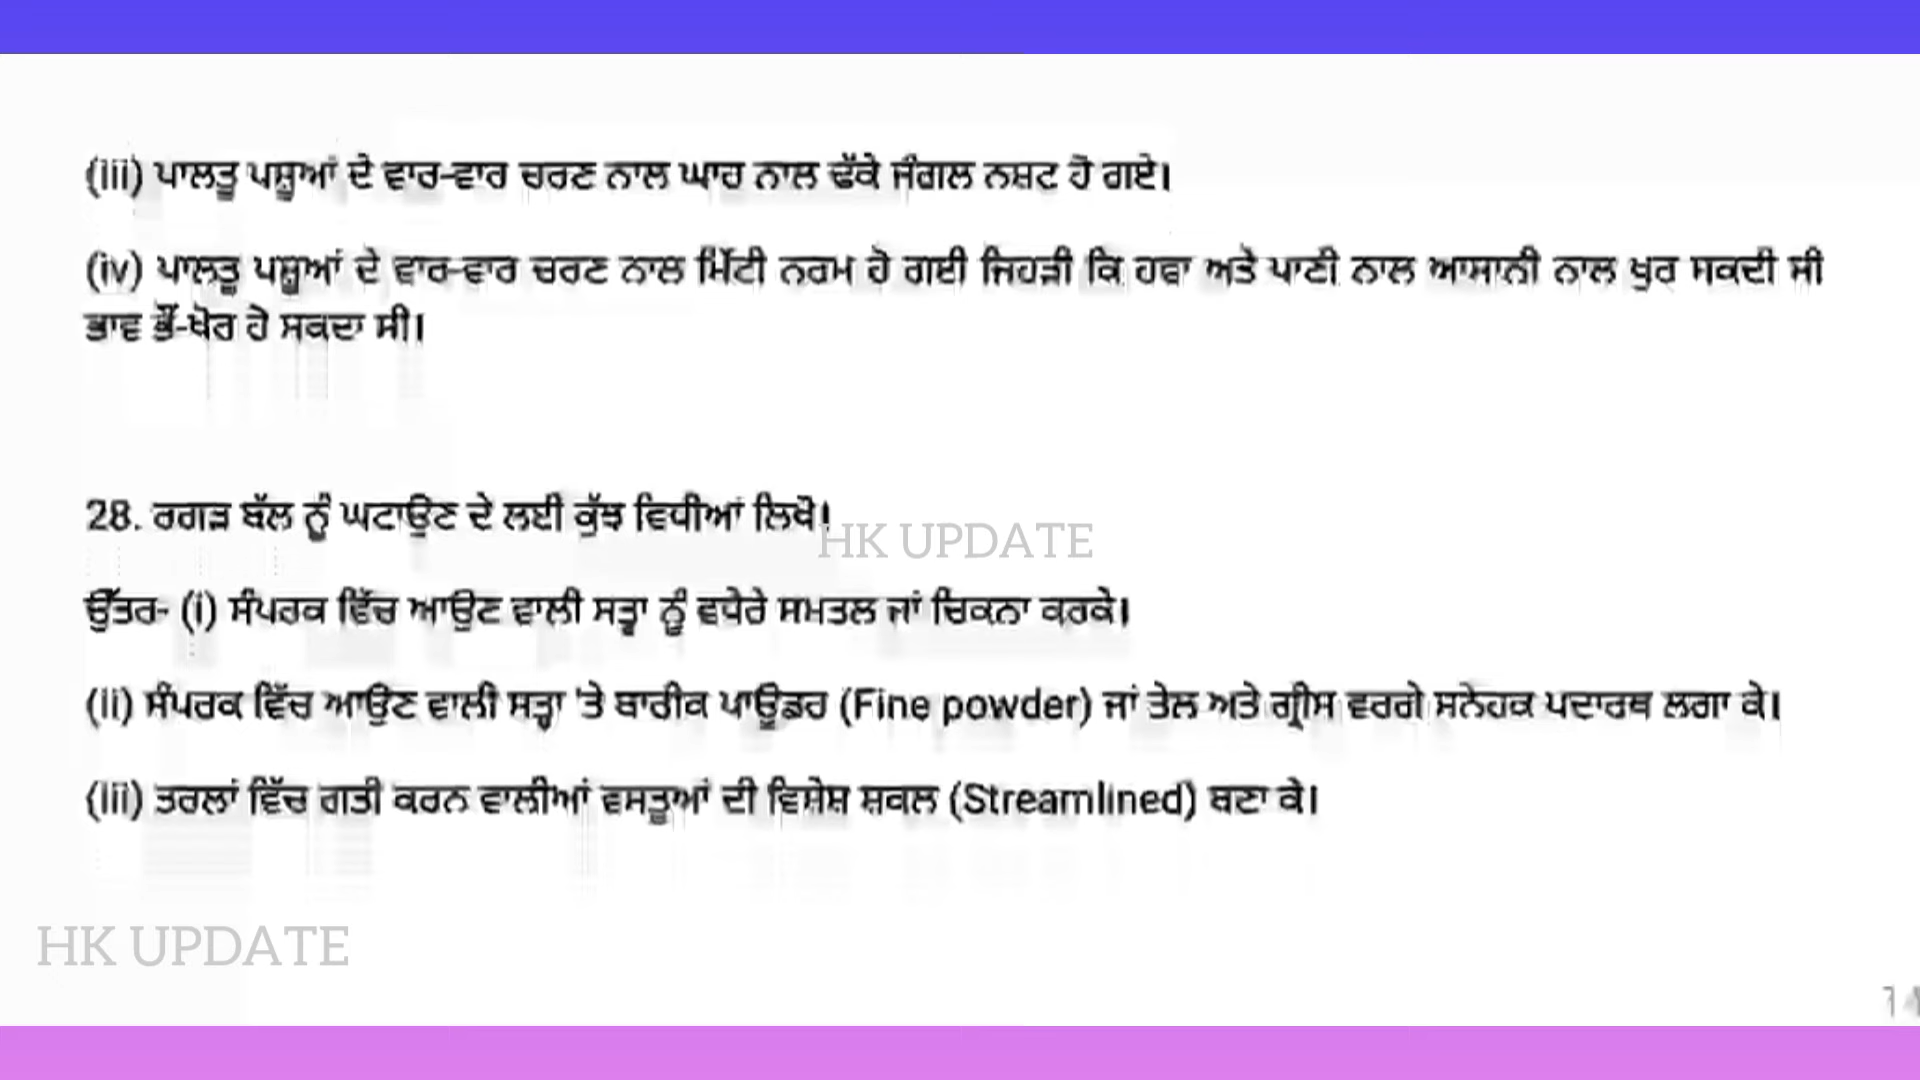 (iii) ਪਾਲਤੂ ਪਸ਼ੂਆਂ ਦੇ ਵਾਰ-ਵਾਰ ਚਰਣ ਨਾਲ ਘਾਹ ਨਾਲ ਢੱਕੇ ਜੰਗਲ ਨਸ਼ਟ ਹੋ ਗਏ।
(iv) ਪਾਲਤੂ ਪਸ਼ੂਆਂ ਦੇ ਵਾਰ-ਵਾਰ ਚਰਣ ਨਾਲ ਮਿੱਟੀ ਨਰਮ ਹੋ ਗਈ ਜਿਹੜੀ ਕਿ ਹਵਾ ਅਤੇ ਪਾਣੀ ਨਾਲ ਆਸਾਨੀ ਨਾਲ ਖੁਰ ਸਕਦੀ ਸੀ
ਭਾਵ ਭੌਂ-ਖੋਰ ਹੋ ਸਕਦਾ ਸੀ।
28. ਰਗੜ ਬੱਲ ਨੂੰ ਘਟਾਉਣ ਦੇ ਲਈ ਕੁੱਝ ਵਿਧੀਆਂ ਲਿਖੋ।
HK UPDATE
ਉੱਤਰ- (i) ਸੰਪਰਕ ਵਿੱਚ ਆਉਣ ਵਾਲੀ ਸਤ੍ਹਾ ਨੂੰ ਵਧੇਰੇ ਸਮਤਲ ਜਾਂ ਚਿਕਨਾ ਕਰਕੇ।
(ii) ਸੰਪਰਕ ਵਿੱਚ ਆਉਣ ਵਾਲੀ ਸਤ੍ਹਾ 'ਤੇ ਬਾਰੀਕ ਪਾਊਡਰ (Fine powder) ਜਾਂ ਤੇਲ ਅਤੇ ਗ੍ਰੀਸ ਵਰਗੇ ਸਨੇਹਕ ਪਦਾਰਥ ਲਗਾ ਕੇ।
(iii) ਤਰਲਾਂ ਵਿੱਚ ਗਤੀ ਕਰਨ ਵਾਲੀਆਂ ਵਸਤੂਆਂ ਦੀ ਵਿਸ਼ੇਸ਼ ਸ਼ਕਲ (Streamlined) ਬਣਾ ਕੇ।
HK UPDATE